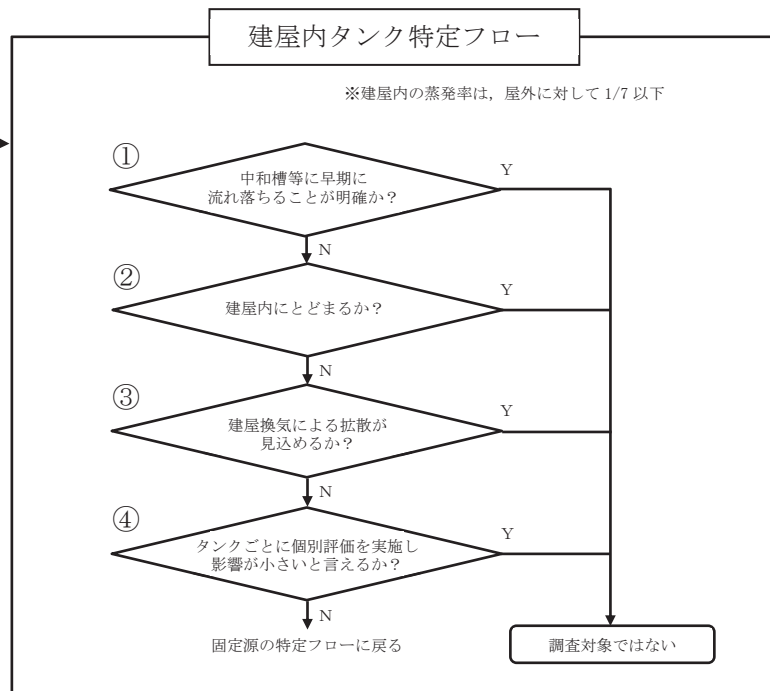 建屋内タンク特定フロー
※建屋内の蒸発率は，屋外に対して 1/7 以下
①
中和槽等に早期に
流れ落ちることが明確か？
Y
N
②
建屋内にとどまるか？
Y
N
③
建屋換気による拡散が
見込めるか？
Y
N
④
タンクごとに個別評価を実施し
影響が小さいと言えるか？
Y
N
固定源の特定フローに戻る
調査対象ではない